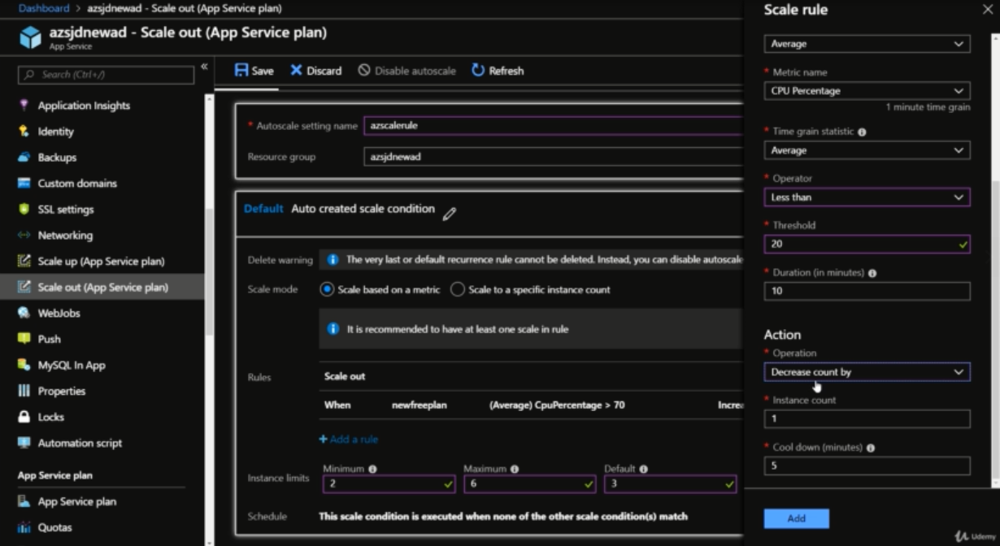 Dashboard > azsjdnewad - Scale out (App Service plan)
azsjdnewad - Scale out (App Service plan)
App Service
Search (Ctrl+/)
«
Application Insights
Identity
Backups
Custom domains
SSL settings
Networking
Scale up (App Service plan)
Scale out (App Service plan)
WebJobs
Push
MySQL In App
Properties
Locks
Automation script
App Service plan
App Service plan
Quotas
Save Discard Disable autoscale Refresh
* Autoscale setting name azscalerule
Resource group azsjdnewad
Default Auto created scale condition
Delete warning The very last or default recurrence rule cannot be deleted. Instead, you can disable autoscale
Scale mode Scale based on a metric Scale to a specific instance count
It is recommended to have at least one scale in rule
Rules Scale out
When newfreeplan (Average) CpuPercentage > 70 Increa
+ Add a rule
Instance limits Minimum Maximum Default
2 6 3
Schedule This scale condition is executed when none of the other scale condition(s) match
Scale rule
Average
* Metric name
CPU Percentage
1 minute time grain
* Time grain statistic
Average
* Operator
Less than
* Threshold
20
* Duration (in minutes)
10
Action
* Operation
Decrease count by
* Instance count
1
* Cool down (minutes)
5
Add
Udemy